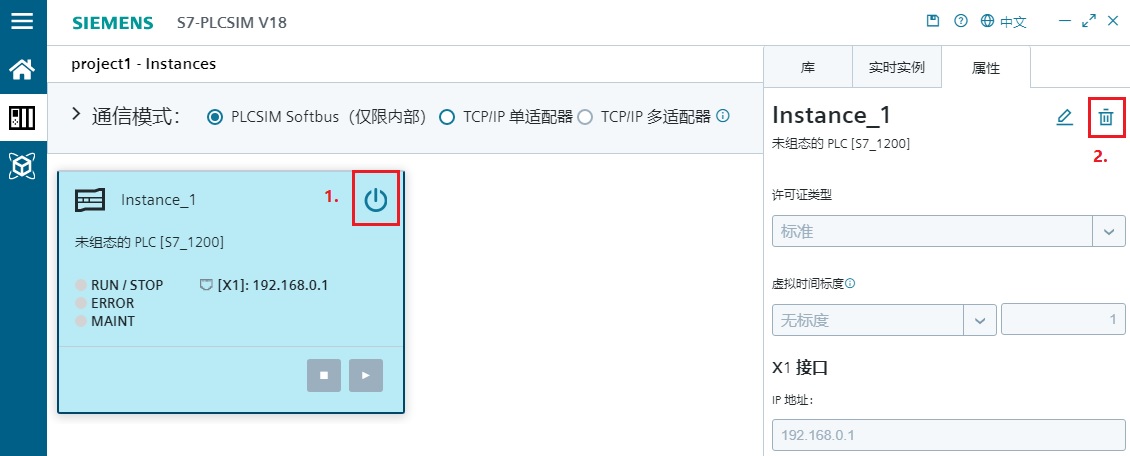 SIEMENS S7-PLCSIM V18 中文
project1 - Instances
通信模式： PLCSIM Softbus（仅限内部） TCP/IP 单适配器 TCP/IP 多适配器
Instance_1 1.
未组态的 PLC [S7_1200]
RUN / STOP [X1]: 192.168.0.1
ERROR
MAINT
库 实时实例 属性
Instance_1
2.
未组态的 PLC [S7_1200]
许可证类型
标准
虚拟时间标度
无标度 1
X1 接口
IP 地址：
192.168.0.1